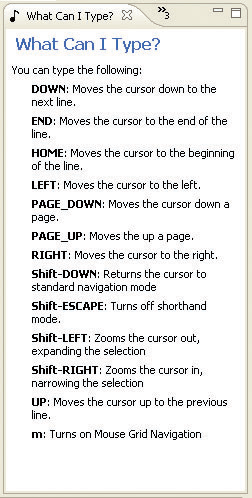 What Can I Type?
3
What Can I Type?
You can type the following:
DOWN: Moves the cursor down to the
next line.
END: Moves the cursor to the end of the
line.
HOME: Moves the cursor to the beginning
of the line.
LEFT: Moves the cursor to the left.
PAGE_DOWN: Moves the cursor down a
page.
PAGE_UP: Moves the up a page.
RIGHT: Moves the cursor to the right.
Shift-DOWN: Returns the cursor to
standard navigation mode
Shift-ESCAPE: Turns off shorthand
mode.
Shift-LEFT: Zooms the cursor out,
expanding the selection
Shift-RIGHT: Zooms the cursor in,
narrowing the selection
UP: Moves the cursor up to the previous
line.
m: Turns on Mouse Grid Navigation